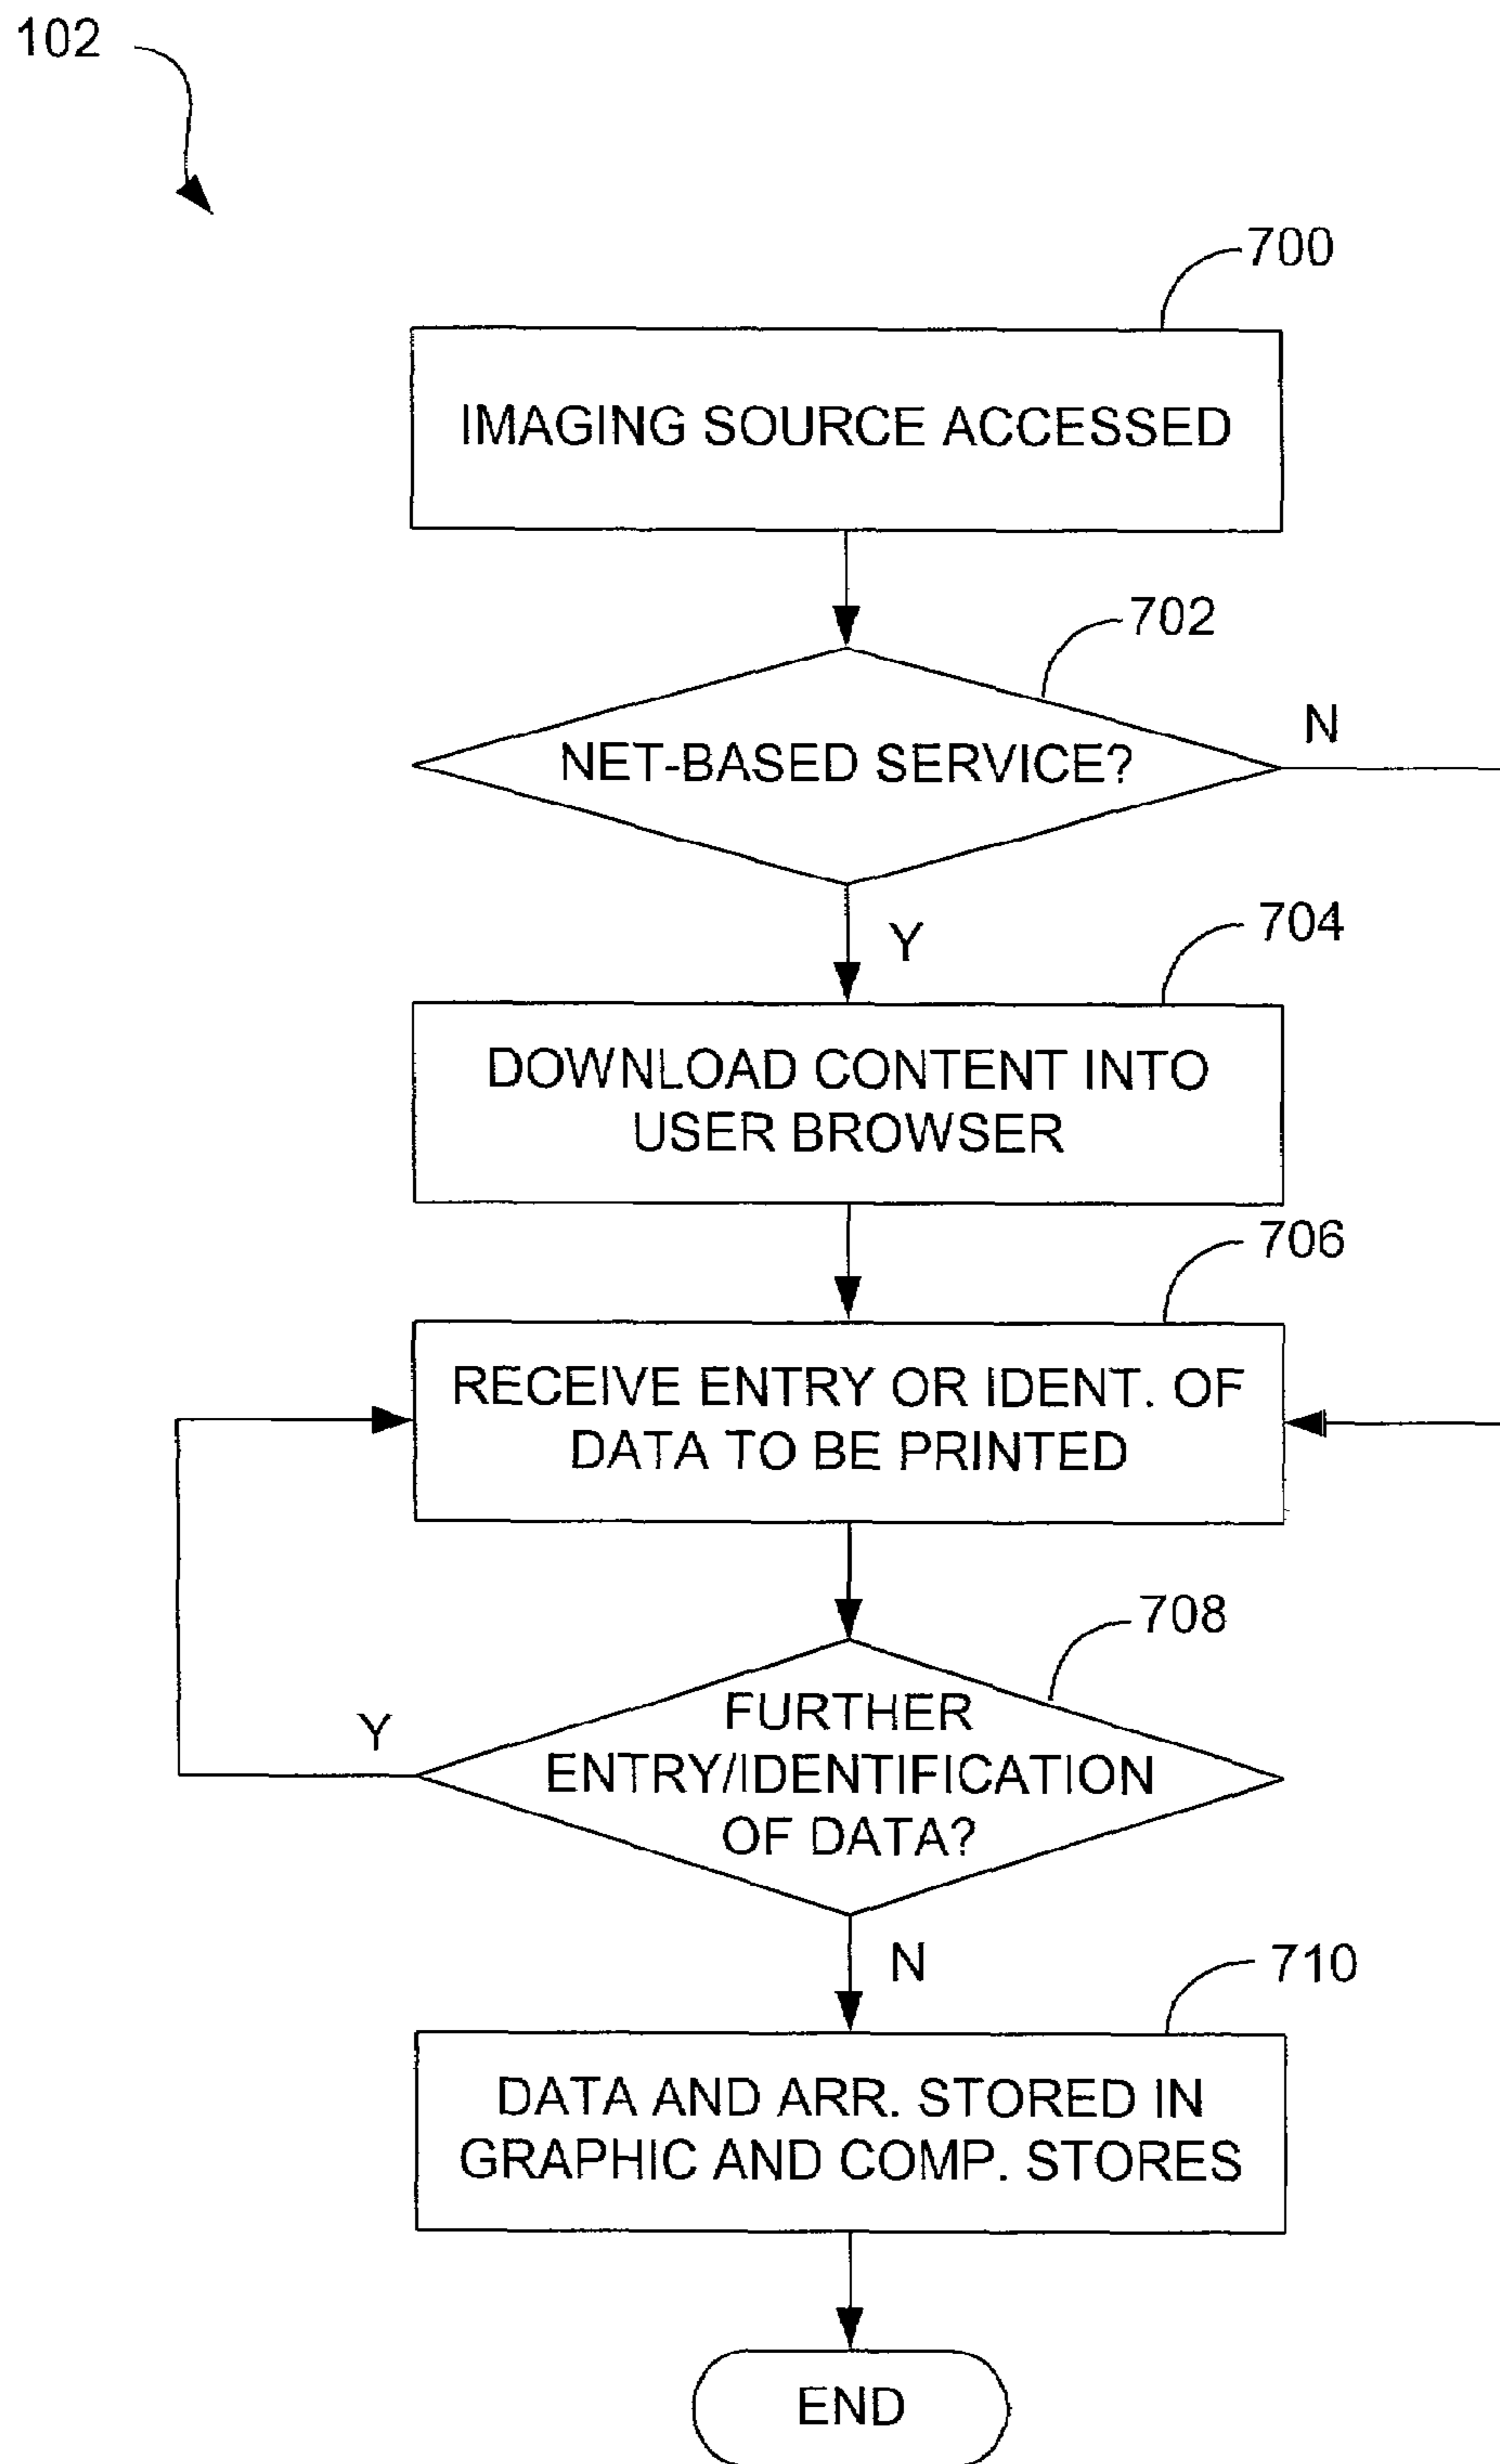 102
700
IMAGING SOURCE ACCESSED
702
NET-BASED SERVICE?
N
Y
704
DOWNLOAD CONTENT INTO
USER BROWSER
706
RECEIVE ENTRY OR IDENT. OF
DATA TO BE PRINTED
708
FURTHER
ENTRY/IDENTIFICATION
OF DATA?
Y
N
710
DATA AND ARR. STORED IN
GRAPHIC AND COMP. STORES
END